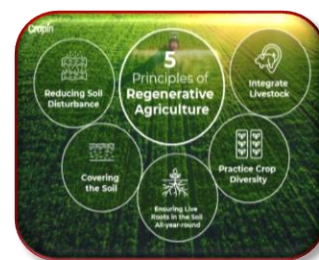 Cropin
5
Principles of
Regenerative
Agriculture
Reducing Soil
Disturbance
Integrate
Livestock
Covering
the Soil
Practice Crop
Diversity
Ensuring Live
Roots in the Soil
All-year-round